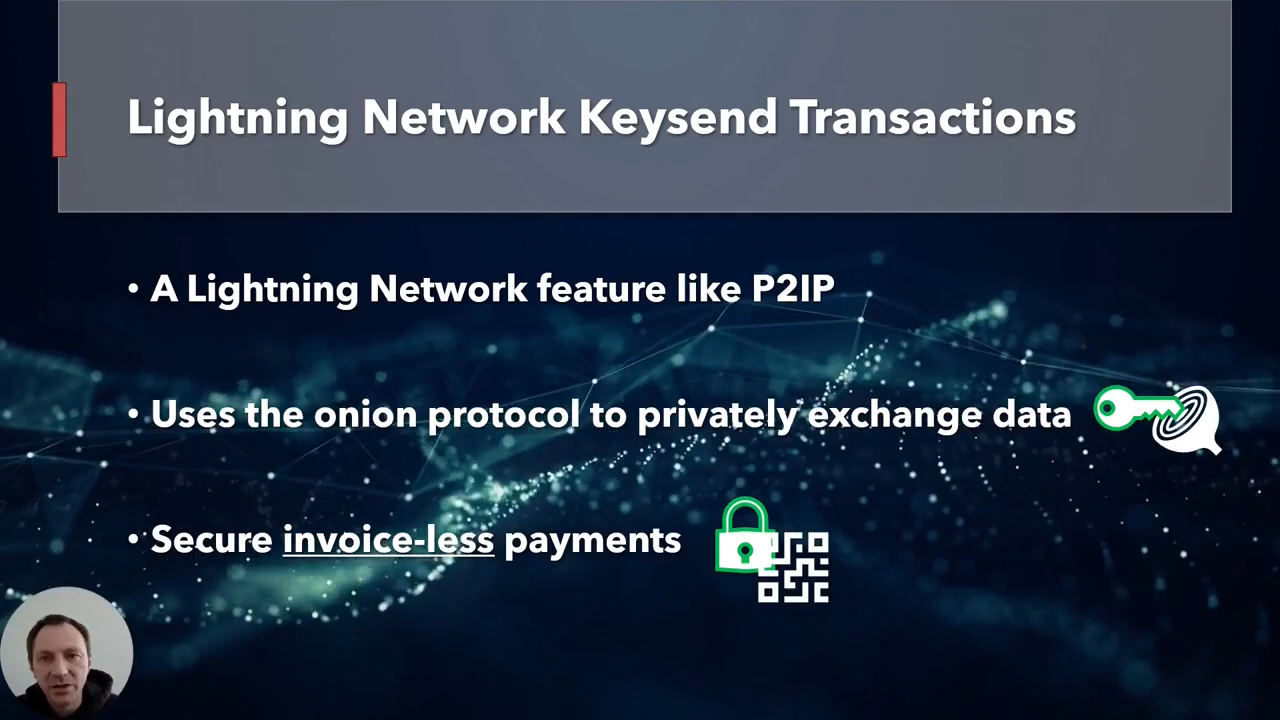 Lightning Network Keysend Transactions
• A Lightning Network feature like P2IP
• Uses the onion protocol to privately exchange data
• Secure invoice-less payments